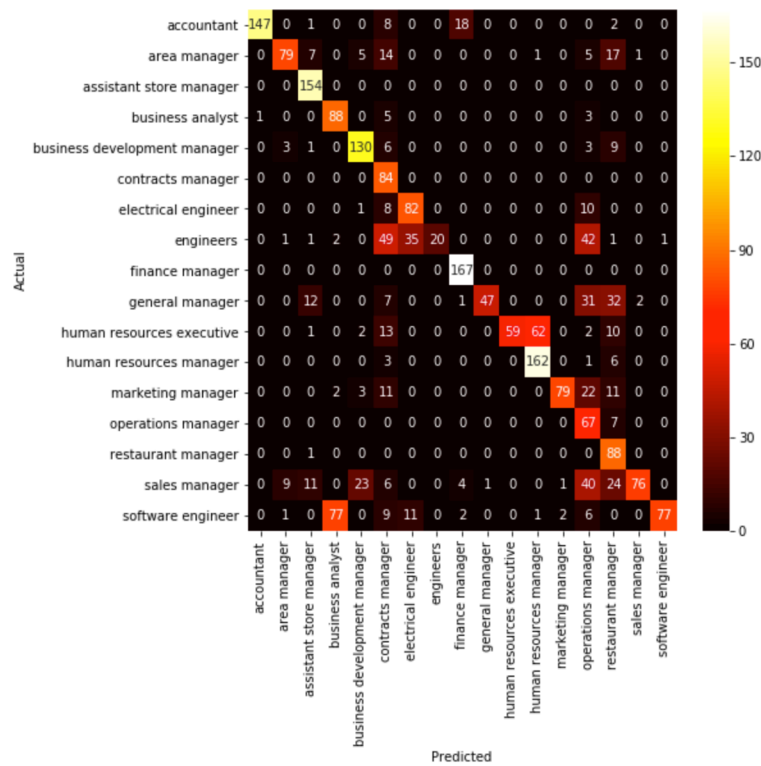 accountant 147 0 1 0 0 8 0 0 18 0 0 0 0 0 2 0 0
area manager 0 79 7 0 5 14 0 0 0 0 0 1 0 5 17 1 0
assistant store manager 0 0 154 0 0 0 0 0 0 0 0 0 0 0 0 0 0
business analyst 1 0 0 88 0 5 0 0 0 0 0 0 0 3 0 0 0
business development manager 0 3 1 0 130 6 0 0 0 0 0 0 0 3 9 0 0
contracts manager 0 0 0 0 0 84 0 0 0 0 0 0 0 0 0 0 0
electrical engineer 0 0 0 0 1 8 82 0 0 0 0 0 0 10 0 0 0
engineers 0 1 1 2 0 49 35 20 0 0 0 0 0 42 1 0 1
finance manager 0 0 0 0 0 0 0 0 167 0 0 0 0 0 0 0 0
general manager 0 0 12 0 0 7 0 0 1 47 0 0 0 31 32 2 0
human resources executive 0 0 1 0 2 13 0 0 0 0 59 62 0 2 10 0 0
human resources manager 0 0 0 0 0 3 0 0 0 0 0 162 0 1 6 0 0
marketing manager 0 0 0 2 3 11 0 0 0 0 0 0 79 22 11 0 0
operations manager 0 0 0 0 0 0 0 0 0 0 0 0 0 67 7 0 0
restaurant manager 0 0 1 0 0 0 0 0 0 0 0 0 0 0 88 0 0
sales manager 0 9 11 0 23 6 0 0 4 1 0 0 1 40 24 76 0
software engineer 0 1 0 77 0 9 11 0 2 0 0 1 2 6 0 0 77
Actual
accountant
area manager
assistant store manager
business analyst
business development manager
contracts manager
electrical engineer
engineers
finance manager
general manager
human resources executive
human resources manager
marketing manager
operations manager
restaurant manager
sales manager
software engineer
Predicted
150
120
90
60
30
0